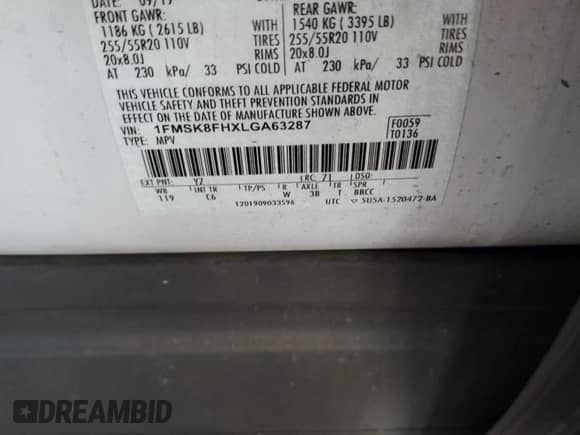 DATE: 09/19
FRONT GAWR:
1186 KG ( 2615 LB)
WITH
255/55R20 110V
TIRES
20x8.0J
RIMS
AT 230 kPa/ 33 PSI COLD
REAR GAWR:
1540 KG ( 3395 LB)
WITH
255/55R20 110V
TIRES
20x8.0J
RIMS
AT 230 kPa/ 33 PSI COLD
THIS VEHICLE CONFORMS TO ALL APPLICABLE FEDERAL MOTOR
VEHICLE SAFETY AND THEFT PREVENTION STANDARDS IN
EFFECT ON THE DATE OF MANUFACTURE SHOWN ABOVE.
VIN: 1FMSK8FHXLGA63287
TYPE: MPV
F0059
T0136
EXT PNT: YZ RC: 71 DSO:
WB INT TR TP/PS R AXLE TR SPR
119 C6 W 3B T BBCC
1201909033596 UTC ▽ 5U5A-1520472-BA
DREAMBID